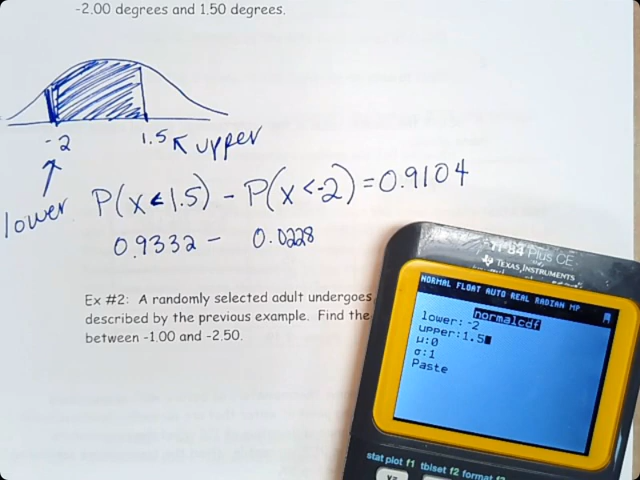 -2.00 degrees and 1.50 degrees.
-2
1.5 ↖ upper
↑
lower
P(x < 1.5) - P(x < -2) = 0.9104
0.9332 - 0.0228
Ex #2: A randomly selected adult undergoes
described by the previous example. Find the
between -1.00 and -2.50.
TI-84 Plus CE
TEXAS INSTRUMENTS
NORMAL FLOAT AUTO REAL RADIAN MP
normalcdf
lower:-2
upper:1.5
μ:0
σ:1
Paste
stat plot f1 tblset f2 format f3
y=